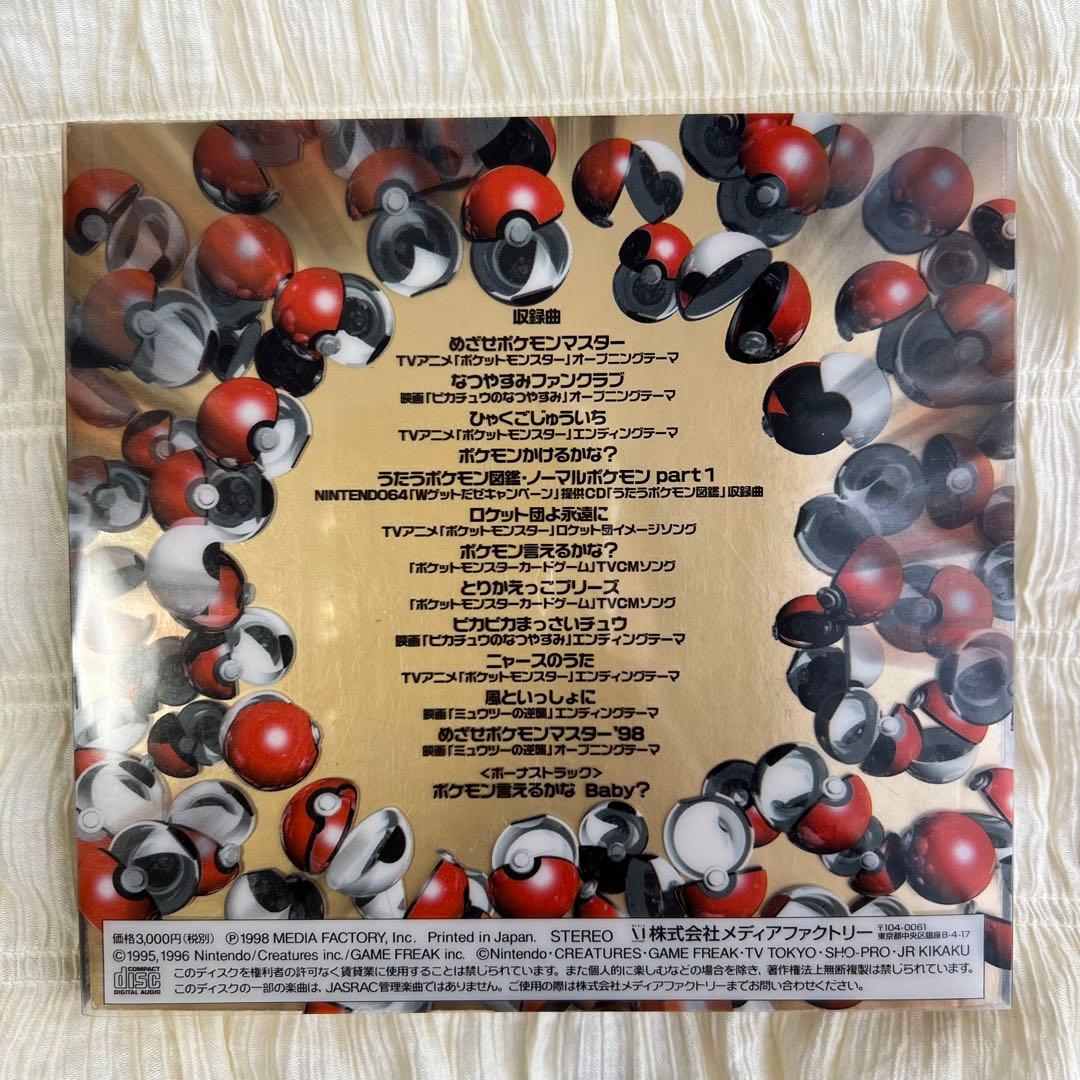 収録曲
めざせポケモンマスター
TVアニメ「ポケットモンスター」オープニングテーマ
なつやすみファンクラブ
映画「ピカチュウのなつやすみ」オープニングテーマ
ひゃくごじゅういち
TVアニメ「ポケットモンスター」エンディングテーマ
ポケモンかけるかな?
うたうポケモン図鑑・ノーマルポケモン part 1
NINTENDO64「Wゲットだぜキャンペーン」提供CD「うたうポケモン図鑑」収録曲
ロケット団よ永遠に
TVアニメ「ポケットモンスター」ロケット団イメージソング
ポケモン言えるかな?
「ポケットモンスターカードゲーム」TVCMソング
とりかえっこプリーズ
「ポケットモンスターカードゲーム」TVCMソング
ピカピカまっさいチュウ
映画「ピカチュウのなつやすみ」エンディングテーマ
ニャースのうた
TVアニメ「ポケットモンスター」エンディングテーマ
風といっしょに
映画「ミュウツーの逆襲」エンディングテーマ
めざせポケモンマスター'98
映画「ミュウツーの逆襲」オープニングテーマ
<ボーナストラック>
ポケモン言えるかな Baby?
価格3,000円(税別) ℗1998 MEDIA FACTORY, Inc. Printed in Japan. STEREO 株式会社メディアファクトリー 〒104-0061 東京都中央区銀座8-4-17
©1995,1996 Nintendo/Creatures inc./GAME FREAK inc. ©Nintendo・CREATURES・GAME FREAK・TV TOKYO・SHO-PRO・JR KIKAKU
COMPACT disc DIGITAL AUDIO
このディスクを権利者の許可なく賃貸業に使用することは禁じられています。また個人的に楽しむなどの場合を除き、著作権法上無断複製は禁じられています。
このディスクの一部の楽曲は、JASRAC管理楽曲ではありません。ご使用の際は株式会社メディアファクトリーまでお問い合わせください。